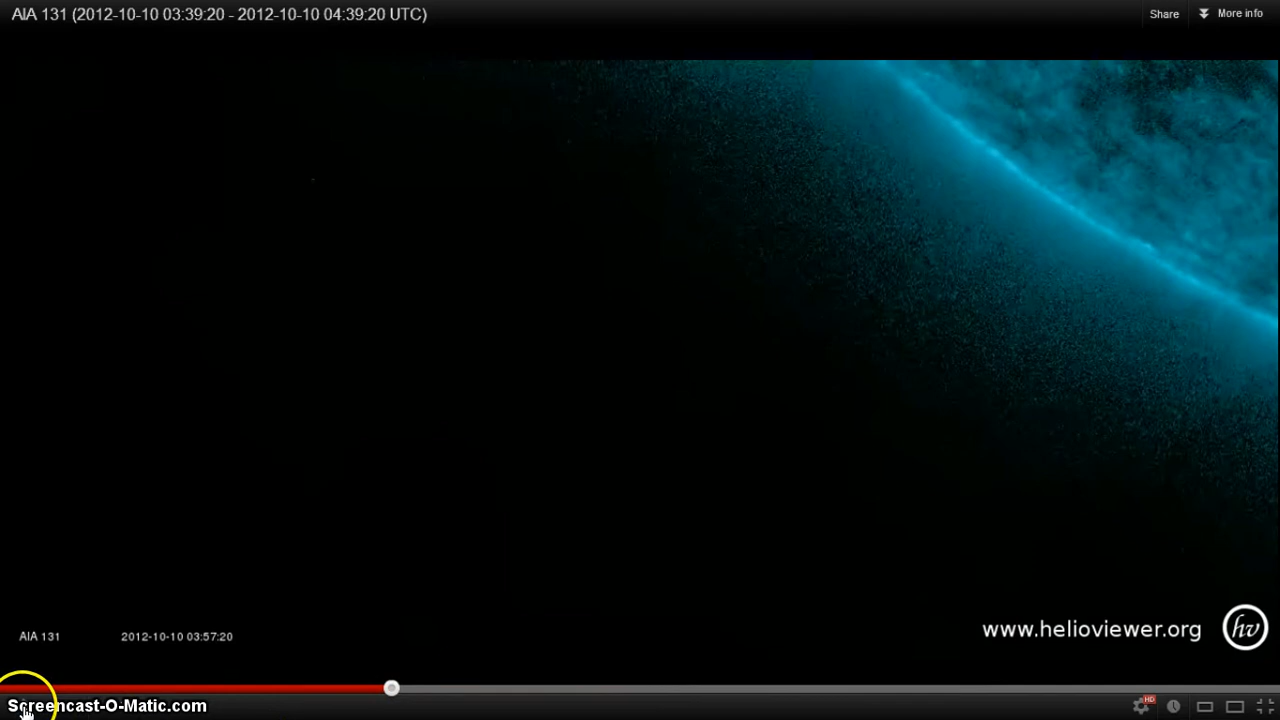 AIA 131 (2012-10-10 03:39:20 - 2012-10-10 04:39:20 UTC)
Share
More info
AIA 131
2012-10-10 03:57:20
www.helioviewer.org
hv
HD
Screencast-O-Matic.com